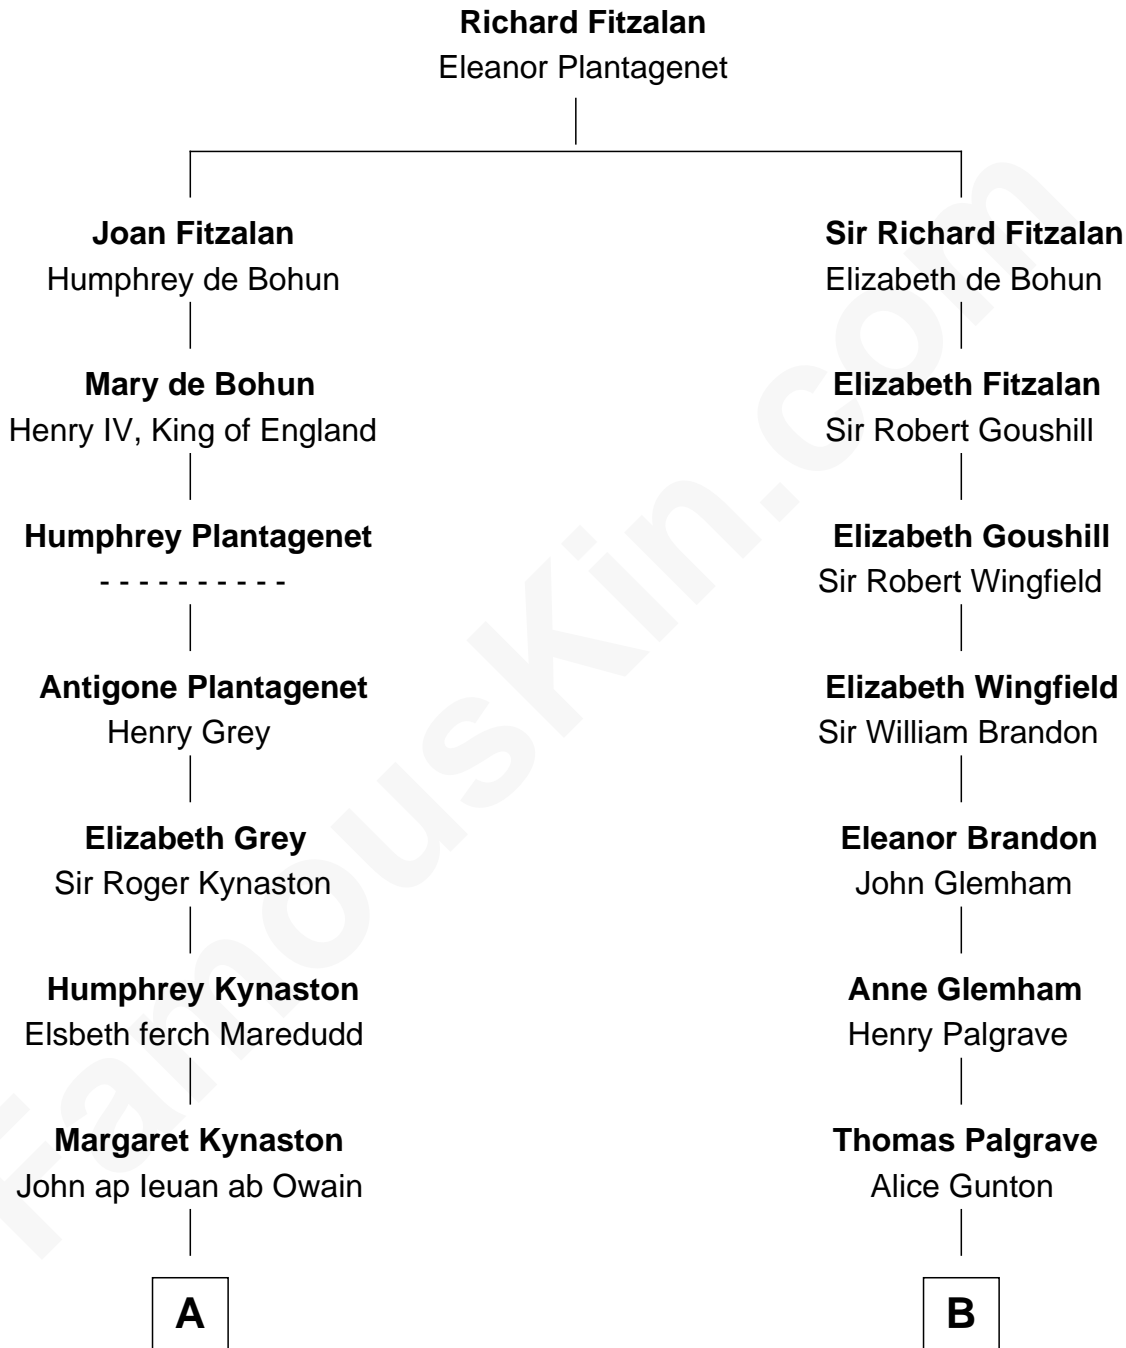 Richard Fitzalan
Eleanor Plantagenet
Joan Fitzalan
Humphrey de Bohun
Sir Richard Fitzalan
Elizabeth de Bohun
Mary de Bohun
Henry IV, King of England
Elizabeth Fitzalan
Sir Robert Goushill
Humphrey Plantagenet
- - - - - - - - - -
Elizabeth Goushill
Sir Robert Wingfield
Antigone Plantagenet
Henry Grey
Elizabeth Wingfield
Sir William Brandon
Elizabeth Grey
Sir Roger Kynaston
Eleanor Brandon
John Glemham
Humphrey Kynaston
Elsbeth ferch Maredudd
Anne Glemham
Henry Palgrave
Margaret Kynaston
John ap Ieuan ab Owain
Thomas Palgrave
Alice Gunton
A
B
FamousKin.com